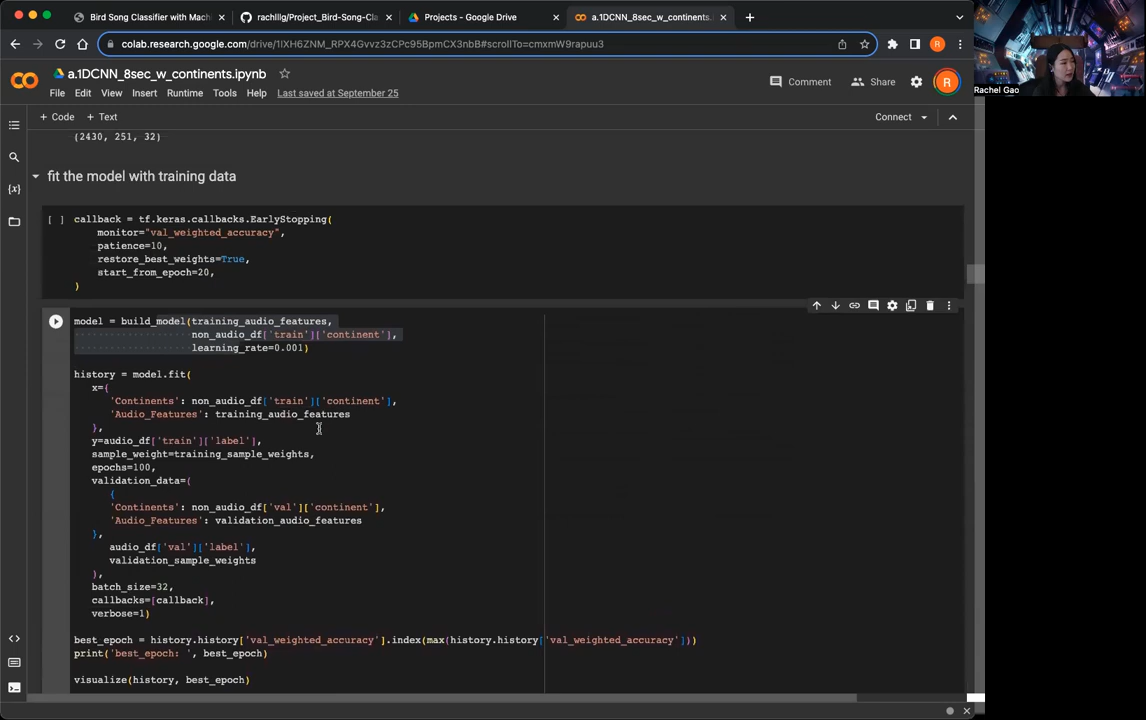 Bird Song Classifier with Mach
rachlllg/Project_Bird-Song-Cla
Projects - Google Drive
a.1DCNN_8sec_w_continents.
colab.research.google.com/drive/1IXH6ZNM_RPX4Gvvz3zCPc95BpmCX3nbB#scrollTo=cmxmW9rapuu3
R
Rachel Gao
a.1DCNN_8sec_w_continents.ipynb
File Edit View Insert Runtime Tools Help Last saved at September 25
Comment Share R
+ Code + Text
Connect
(2430, 251, 32)
fit the model with training data
[ ] callback = tf.keras.callbacks.EarlyStopping(
monitor="val_weighted_accuracy",
patience=10,
restore_best_weights=True,
start_from_epoch=20,
)
model = build_model(training_audio_features,
non_audio_df['train']['continent'],
learning_rate=0.001)
history = model.fit(
x={
'Continents': non_audio_df['train']['continent'],
'Audio_Features': training_audio_features
},
y=audio_df['train']['label'],
sample_weight=training_sample_weights,
epochs=100,
validation_data=(
{
'Continents': non_audio_df['val']['continent'],
'Audio_Features': validation_audio_features
},
audio_df['val']['label'],
validation_sample_weights
),
batch_size=32,
callbacks=[callback],
verbose=1)
best_epoch = history.history['val_weighted_accuracy'].index(max(history.history['val_weighted_accuracy']))
print('best_epoch: ', best_epoch)
visualize(history, best_epoch)